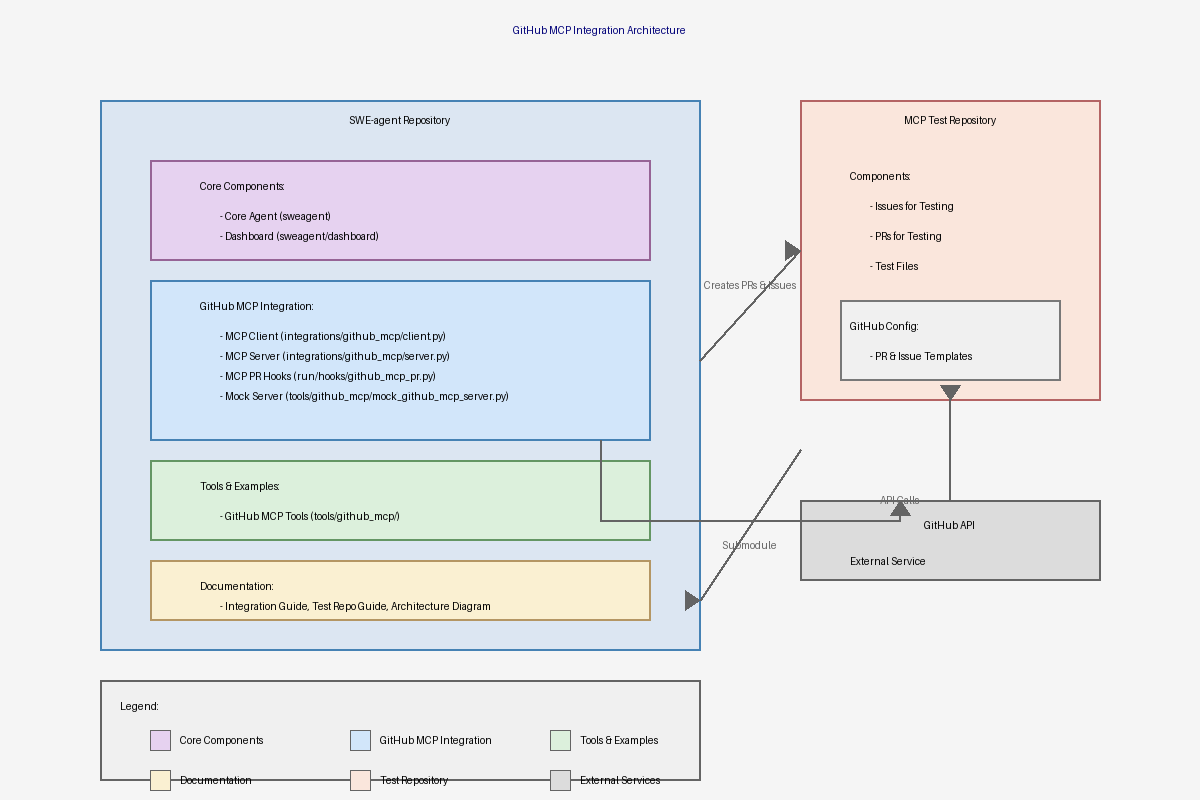 GitHub MCP Integration Architecture
SWE-agent Repository
Core Components:
- Core Agent (sweagent)
- Dashboard (sweagent/dashboard)
GitHub MCP Integration:
- MCP Client (integrations/github_mcp/client.py)
- MCP Server (integrations/github_mcp/server.py)
- MCP PR Hooks (run/hooks/github_mcp_pr.py)
- Mock Server (tools/github_mcp/mock_github_mcp_server.py)
Tools & Examples:
- GitHub MCP Tools (tools/github_mcp/)
Documentation:
- Integration Guide, Test Repo Guide, Architecture Diagram
Creates PRs & Issues
Submodule
MCP Test Repository
Components:
- Issues for Testing
- PRs for Testing
- Test Files
GitHub Config:
- PR & Issue Templates
API Calls
GitHub API
External Service
Legend:
Core Components
GitHub MCP Integration
Tools & Examples
Documentation
Test Repository
External Services